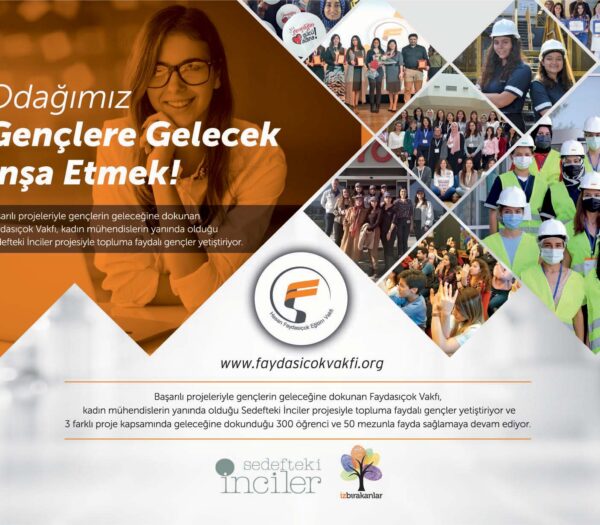 Odağımız
Gençlere Gelecek
İnşa Etmek!
Başarılı projeleriyle gençlerin geleceğine dokunan
Faydasıçok Vakfı, kadın mühendislerin yanında olduğu
Sedefteki İnciler projesiyle topluma faydalı gençler yetiştiriyor.
Hasan Faydasıçok Eğitim Vakfı
www.faydasicokvakfi.org
Başarılı projeleriyle gençlerin geleceğine dokunan Faydasıçok Vakfı,
kadın mühendislerin yanında olduğu Sedefteki İnciler projesiyle topluma faydalı gençler yetiştiriyor ve
3 farklı proje kapsamında geleceğine dokunduğu 300 öğrenci ve 50 mezunla fayda sağlamaya devam ediyor.
sedefteki
inciler
izbırakanlar